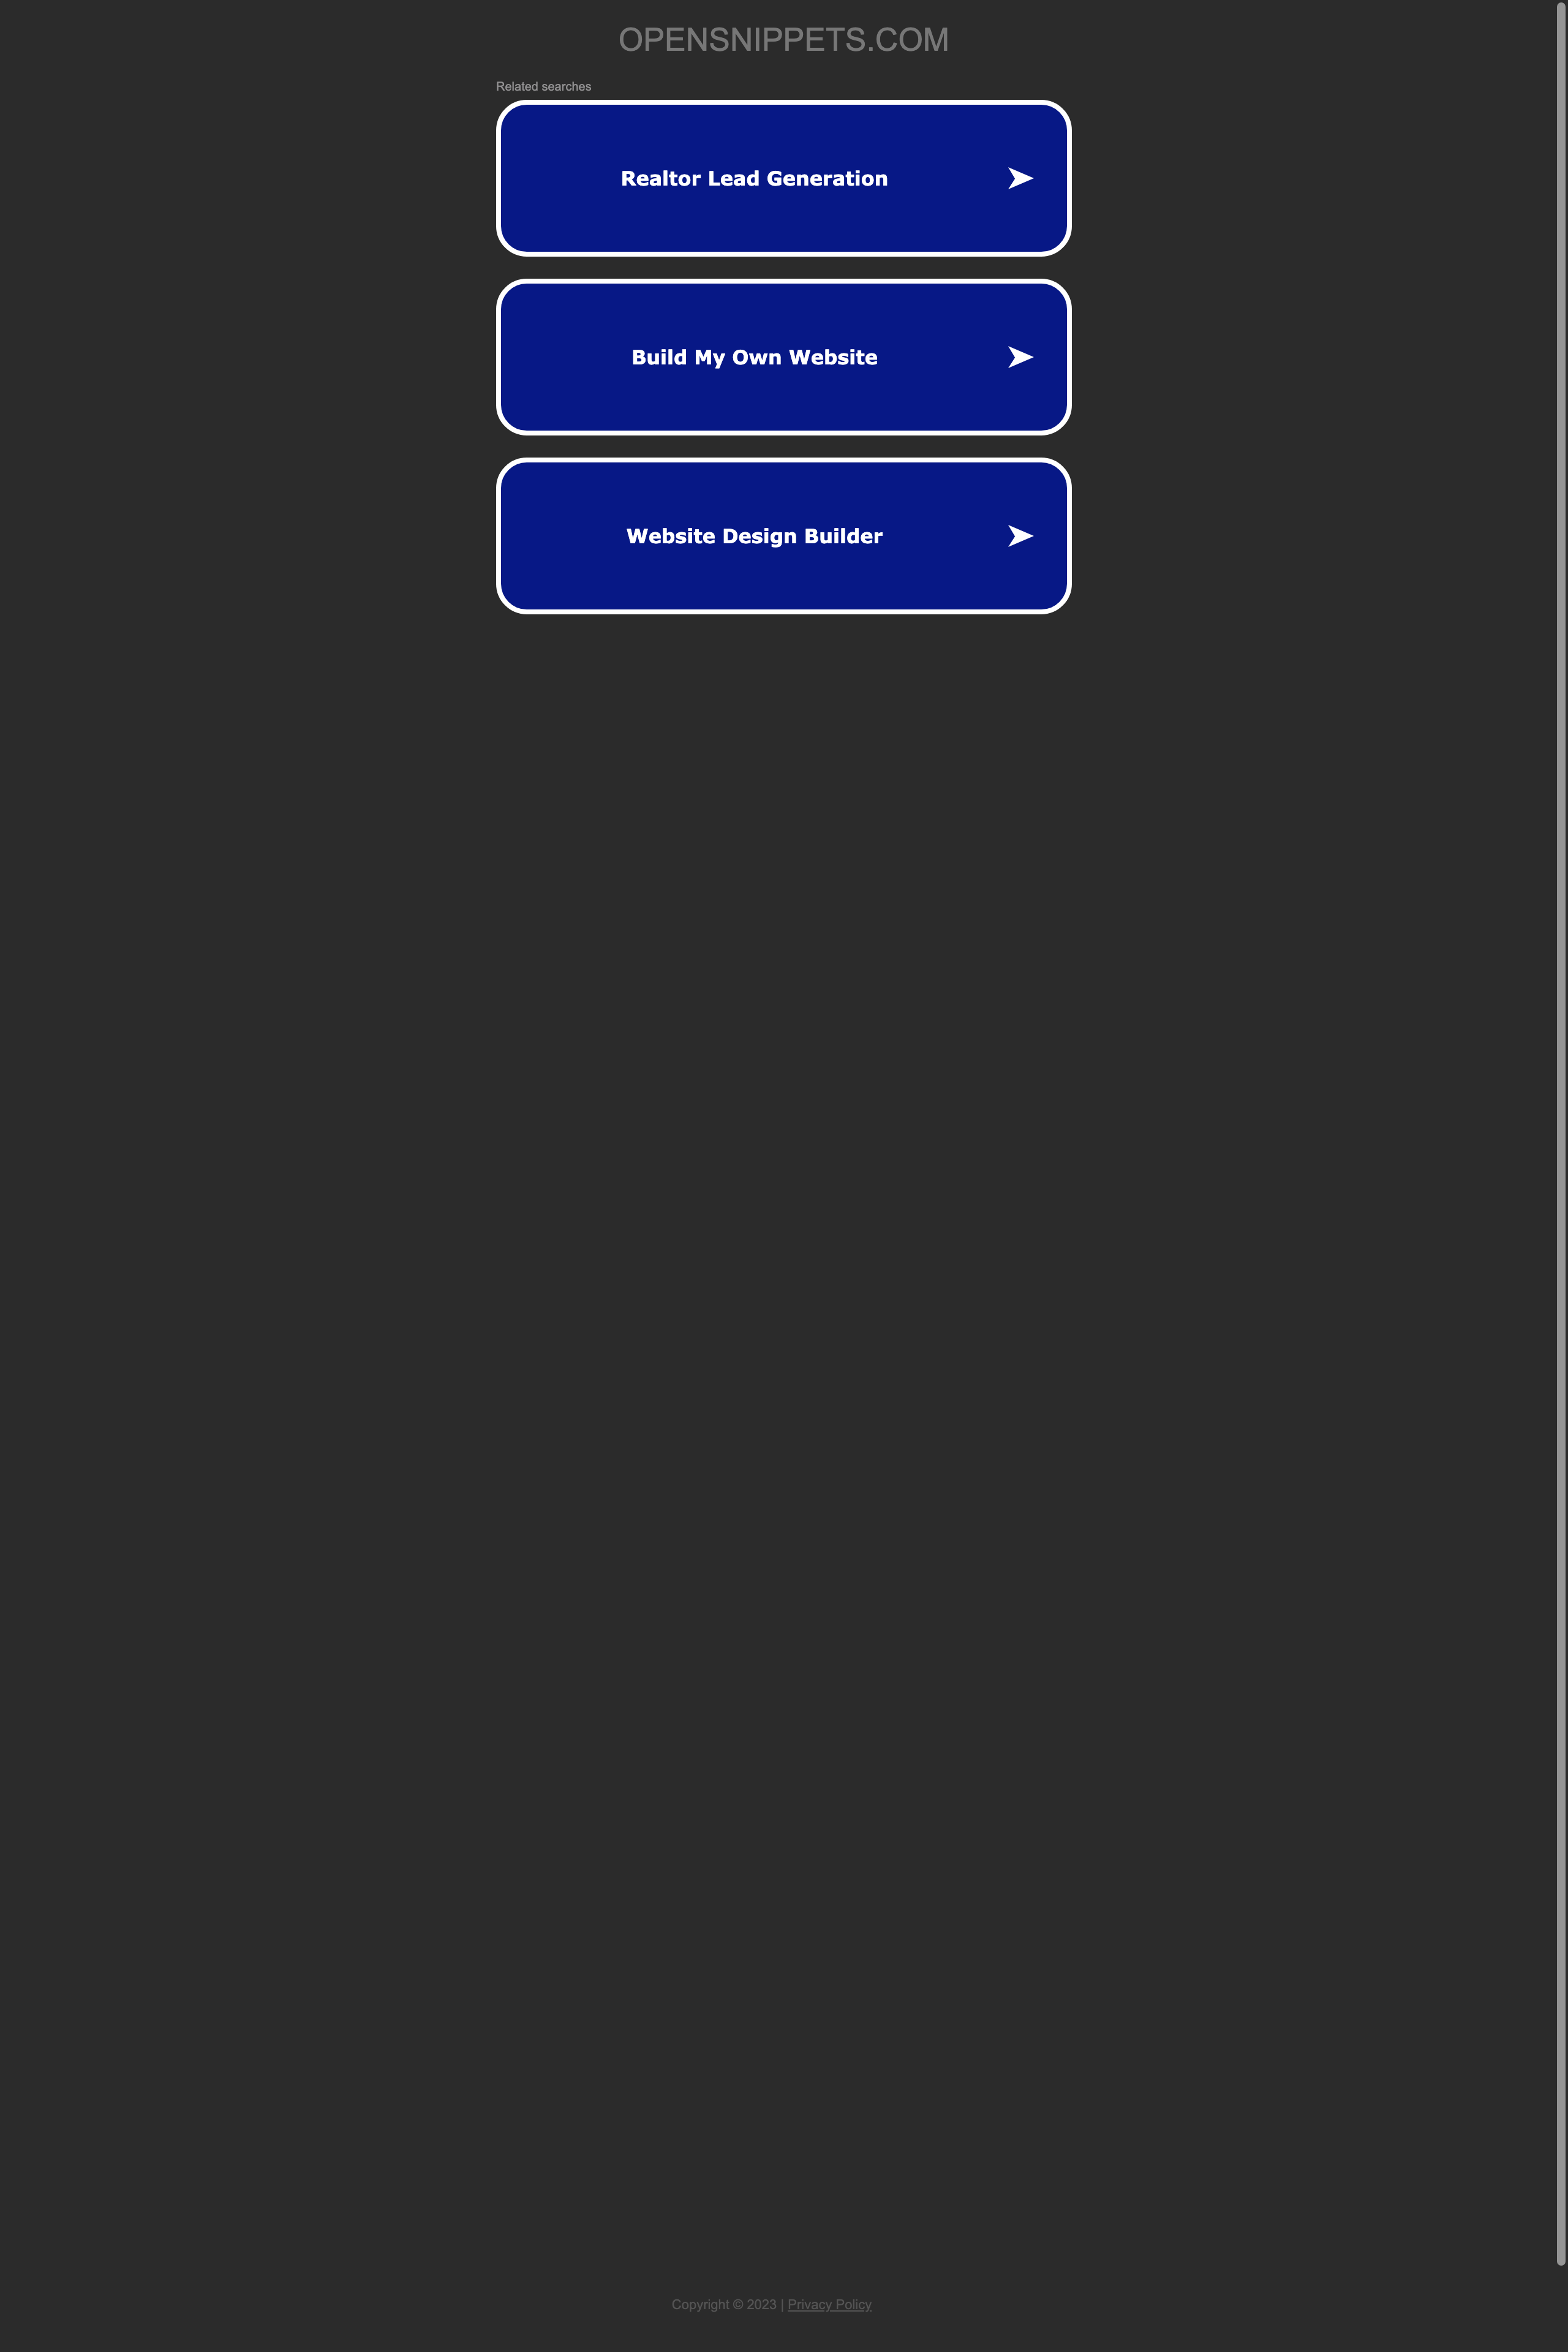 OPENSNIPPETS.COM
Related searches
Realtor Lead Generation
Build My Own Website
Website Design Builder
Copyright © 2023 | Privacy Policy